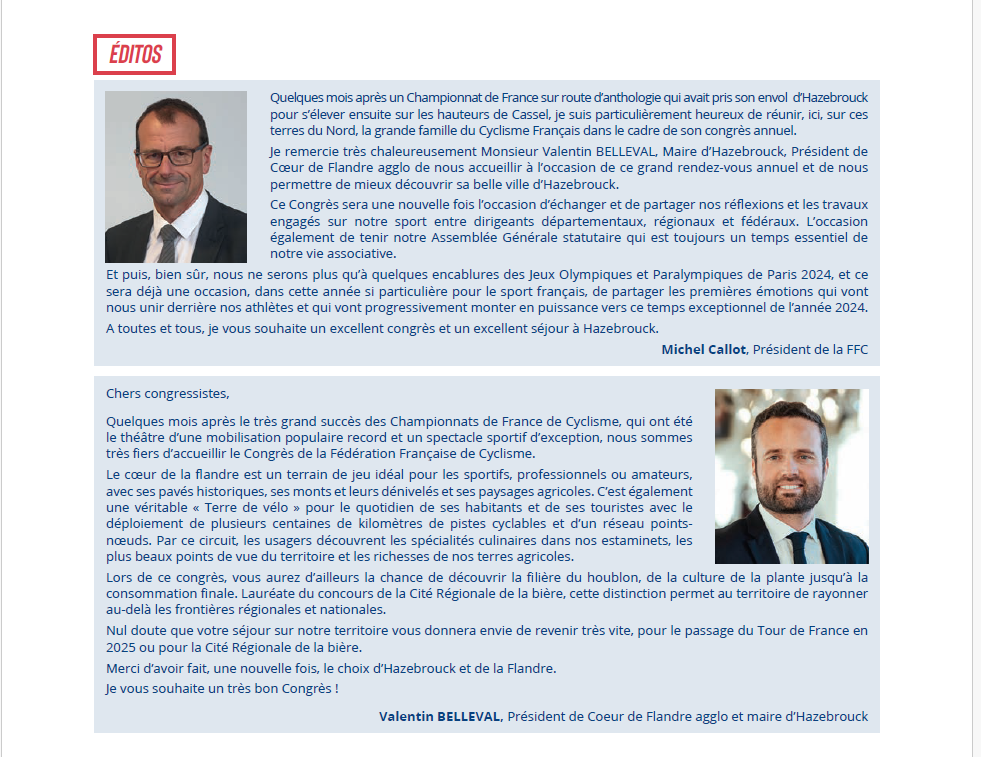 ÉDITOS
Quelques mois après un Championnat de France sur route d’anthologie qui avait pris son envol d’Hazebrouck
pour s’élever ensuite sur les hauteurs de Cassel, je suis particulièrement heureux de réunir, ici, sur ces
terres du Nord, la grande famille du Cyclisme Français dans le cadre de son congrès annuel.
Je remercie très chaleureusement Monsieur Valentin BELLEVAL, Maire d’Hazebrouck, Président de
Cœur de Flandre agglo de nous accueillir à l’occasion de ce grand rendez-vous annuel et de nous
permettre de mieux découvrir sa belle ville d’Hazebrouck.
Ce Congrès sera une nouvelle fois l’occasion d’échanger et de partager nos réflexions et les travaux
engagés sur notre sport entre dirigeants départementaux, régionaux et fédéraux. L’occasion
également de tenir notre Assemblée Générale statutaire qui est toujours un temps essentiel de
notre vie associative.
Et puis, bien sûr, nous ne serons plus qu’à quelques encablures des Jeux Olympiques et Paralympiques de Paris 2024, et ce
sera déjà une occasion, dans cette année si particulière pour le sport français, de partager les premières émotions qui vont
nous unir derrière nos athlètes et qui vont progressivement monter en puissance vers ce temps exceptionnel de l’année 2024.
A toutes et tous, je vous souhaite un excellent congrès et un excellent séjour à Hazebrouck.
Michel Callot, Président de la FFC
Chers congressistes,
Quelques mois après le très grand succès des Championnats de France de Cyclisme, qui ont été
le théâtre d’une mobilisation populaire record et un spectacle sportif d’exception, nous sommes
très fiers d’accueillir le Congrès de la Fédération Française de Cyclisme.
Le cœur de la flandre est un terrain de jeu idéal pour les sportifs, professionnels ou amateurs,
avec ses pavés historiques, ses monts et leurs dénivelés et ses paysages agricoles. C’est également
une véritable « Terre de vélo » pour le quotidien de ses habitants et de ses touristes avec le
déploiement de plusieurs centaines de kilomètres de pistes cyclables et d’un réseau points-
nœuds. Par ce circuit, les usagers découvrent les spécialités culinaires dans nos estaminets, les
plus beaux points de vue du territoire et les richesses de nos terres agricoles.
Lors de ce congrès, vous aurez d’ailleurs la chance de découvrir la filière du houblon, de la culture de la plante jusqu’à la
consommation finale. Lauréate du concours de la Cité Régionale de la bière, cette distinction permet au territoire de rayonner
au-delà les frontières régionales et nationales.
Nul doute que votre séjour sur notre territoire vous donnera envie de revenir très vite, pour le passage du Tour de France en
2025 ou pour la Cité Régionale de la bière.
Merci d’avoir fait, une nouvelle fois, le choix d’Hazebrouck et de la Flandre.
Je vous souhaite un très bon Congrès !
Valentin BELLEVAL, Président de Coeur de Flandre agglo et maire d’Hazebrouck